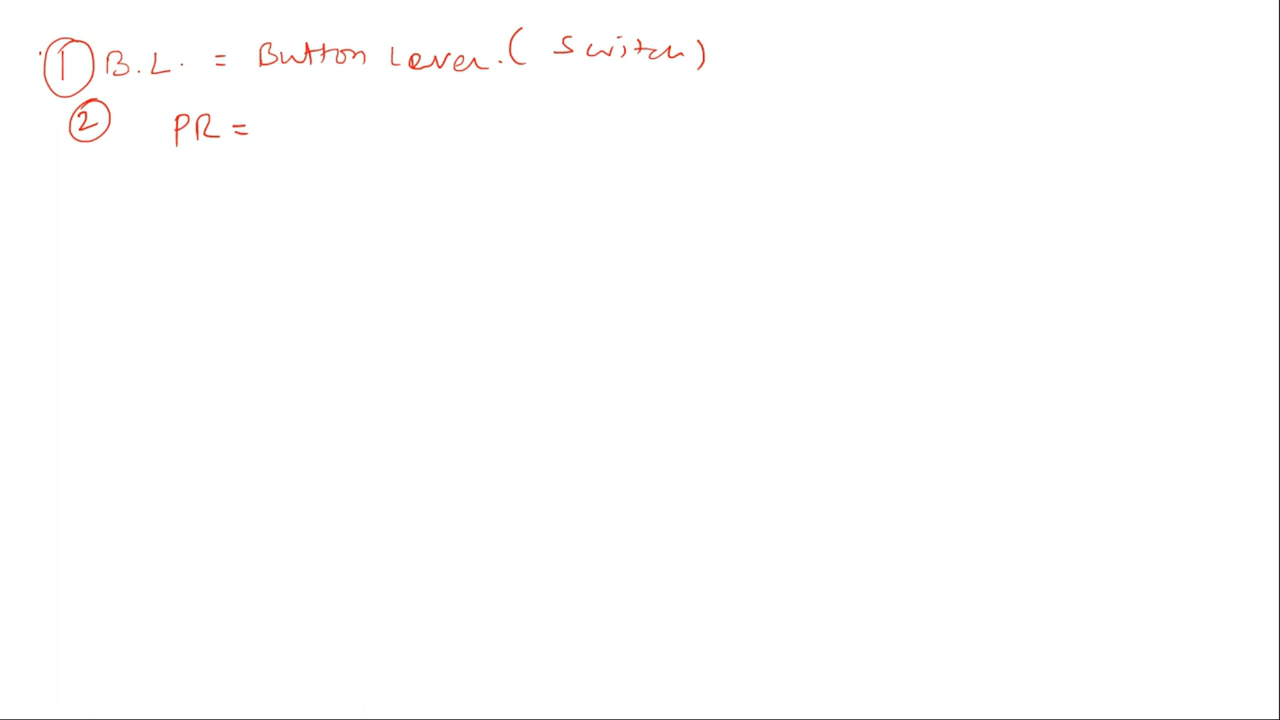 ① B.L. = Button Lever. (Switch)
② PR =